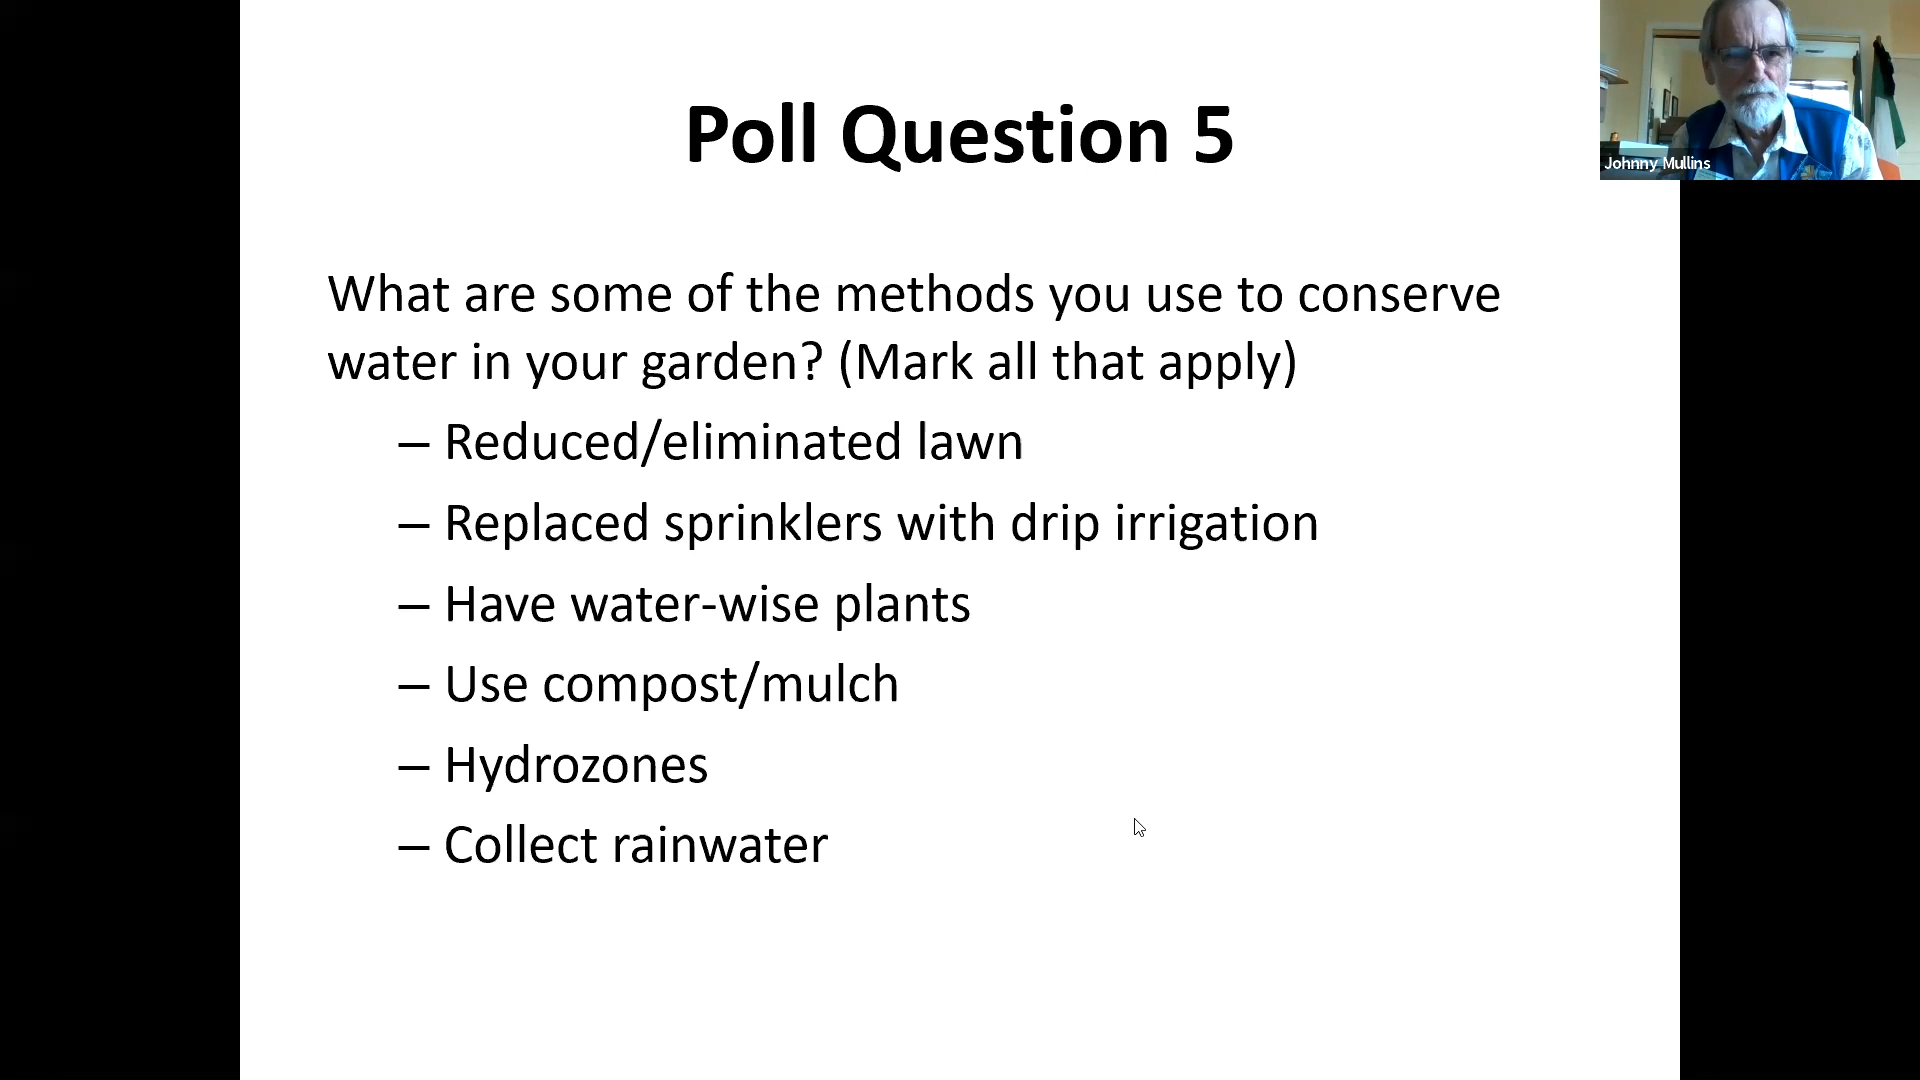 Poll Question 5
Johnny Mullins
What are some of the methods you use to conserve
water in your garden? (Mark all that apply)
– Reduced/eliminated lawn
– Replaced sprinklers with drip irrigation
– Have water-wise plants
– Use compost/mulch
– Hydrozones
– Collect rainwater